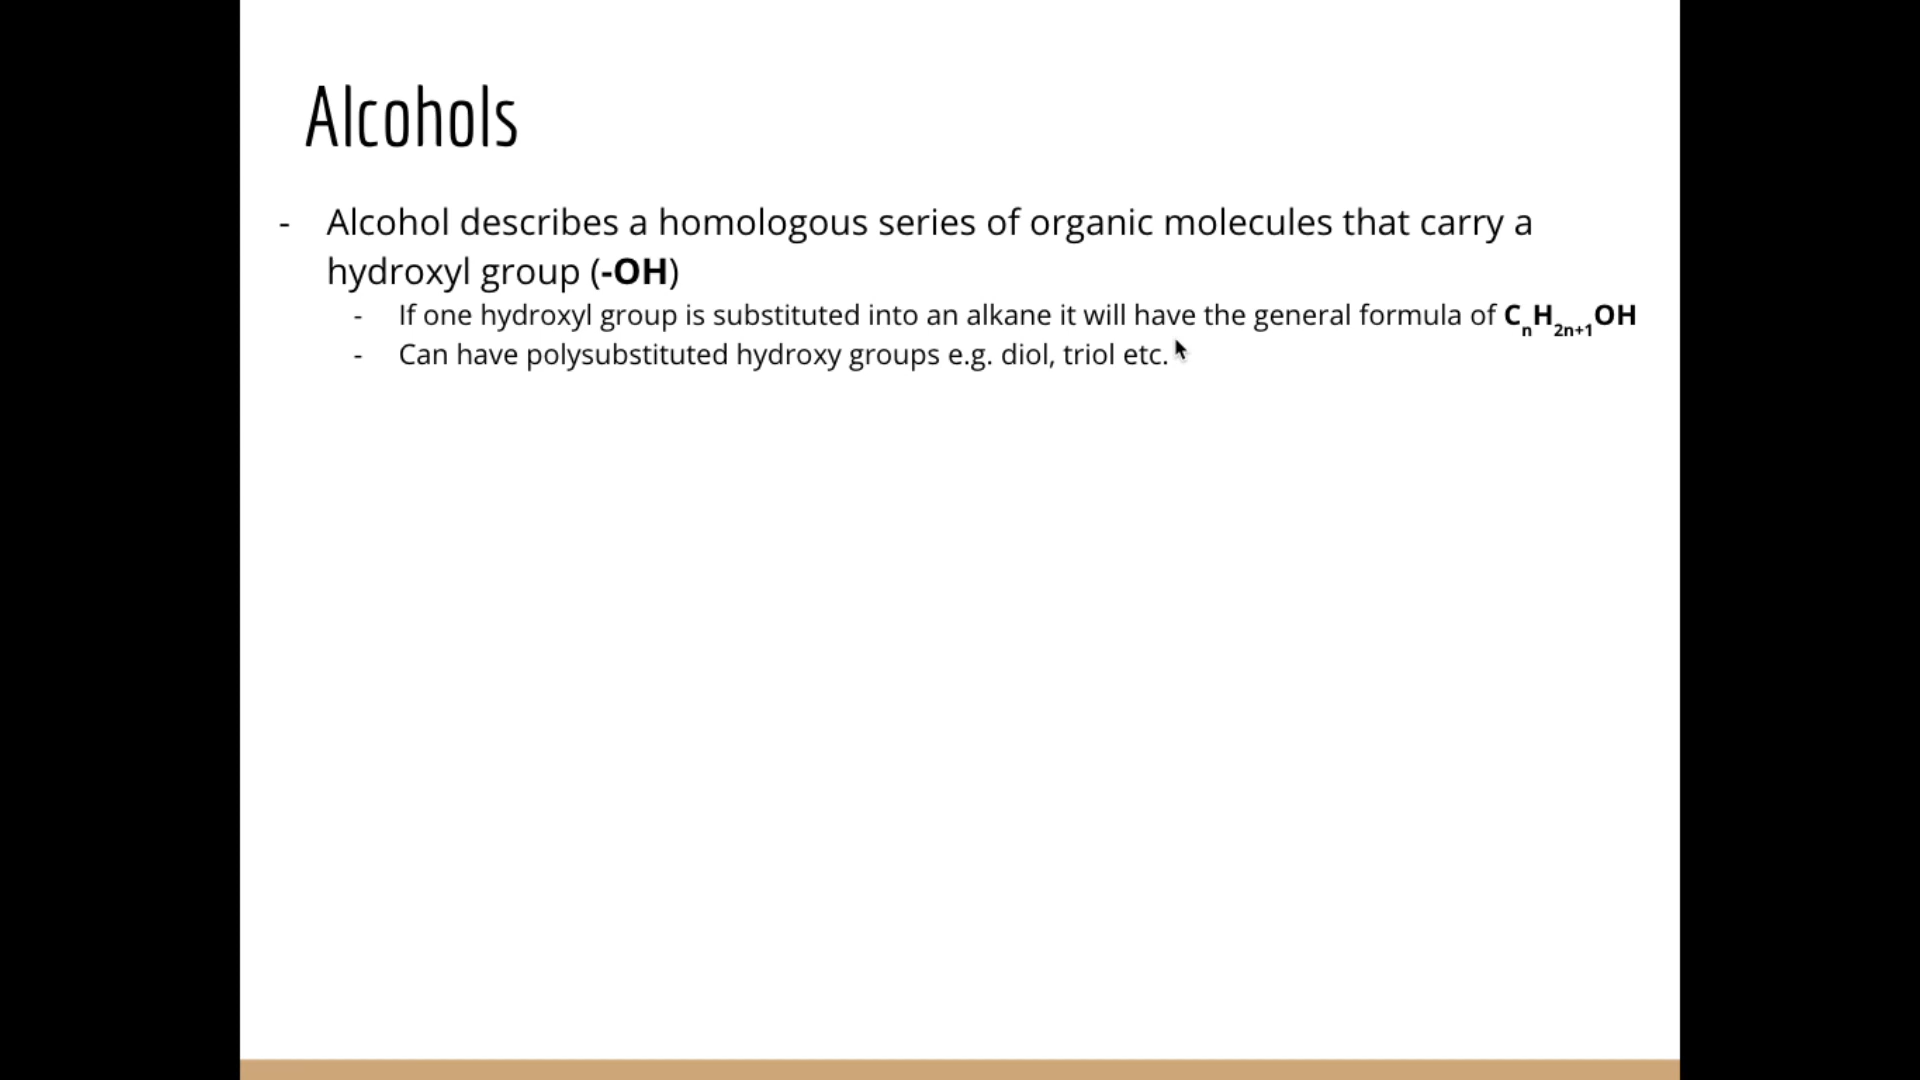 Alcohols
- Alcohol describes a homologous series of organic molecules that carry a
hydroxyl group (-OH)
- If one hydroxyl group is substituted into an alkane it will have the general formula of CₙH₂ₙ₊₁OH
- Can have polysubstituted hydroxy groups e.g. diol, triol etc.